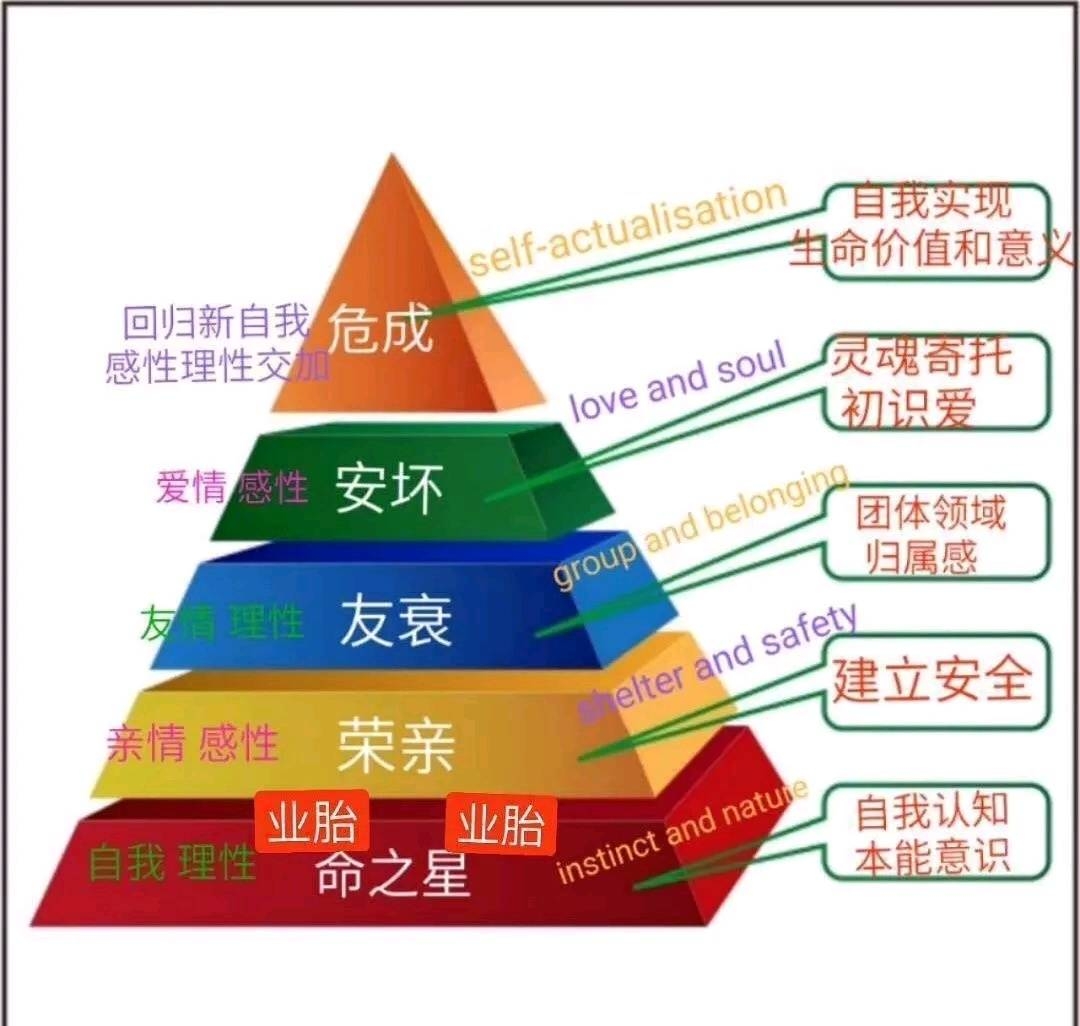 self-actualisation
自我实现
生命价值和意义
回归新自我
感性理性交加
危成
love and soul
灵魂寄托
初识爱
爱情 感性
安坏
group and belonging
团体领域
归属感
友情 理性
友衰
shelter and safety
建立安全
亲情 感性
荣亲
业胎
业胎
instinct and nature
自我认知
本能意识
自我 理性
命之星